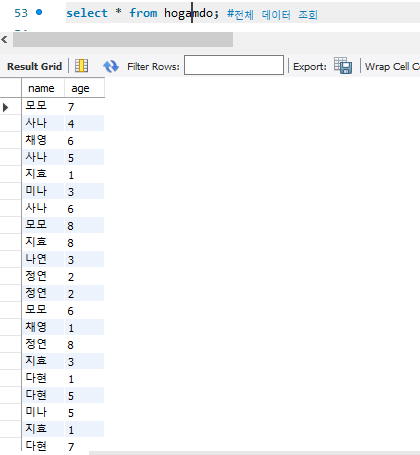 53 select * from hogamdo; #전체 데이터 조회
Result Grid Filter Rows: Export: Wrap Cell Co
name age
모모 7
사나 4
채영 6
사나 5
지효 1
미나 3
사나 6
모모 8
지효 8
나연 3
정연 2
정연 2
모모 6
채영 1
정연 8
지효 3
다현 1
다현 5
미나 5
지효 1
다현 7